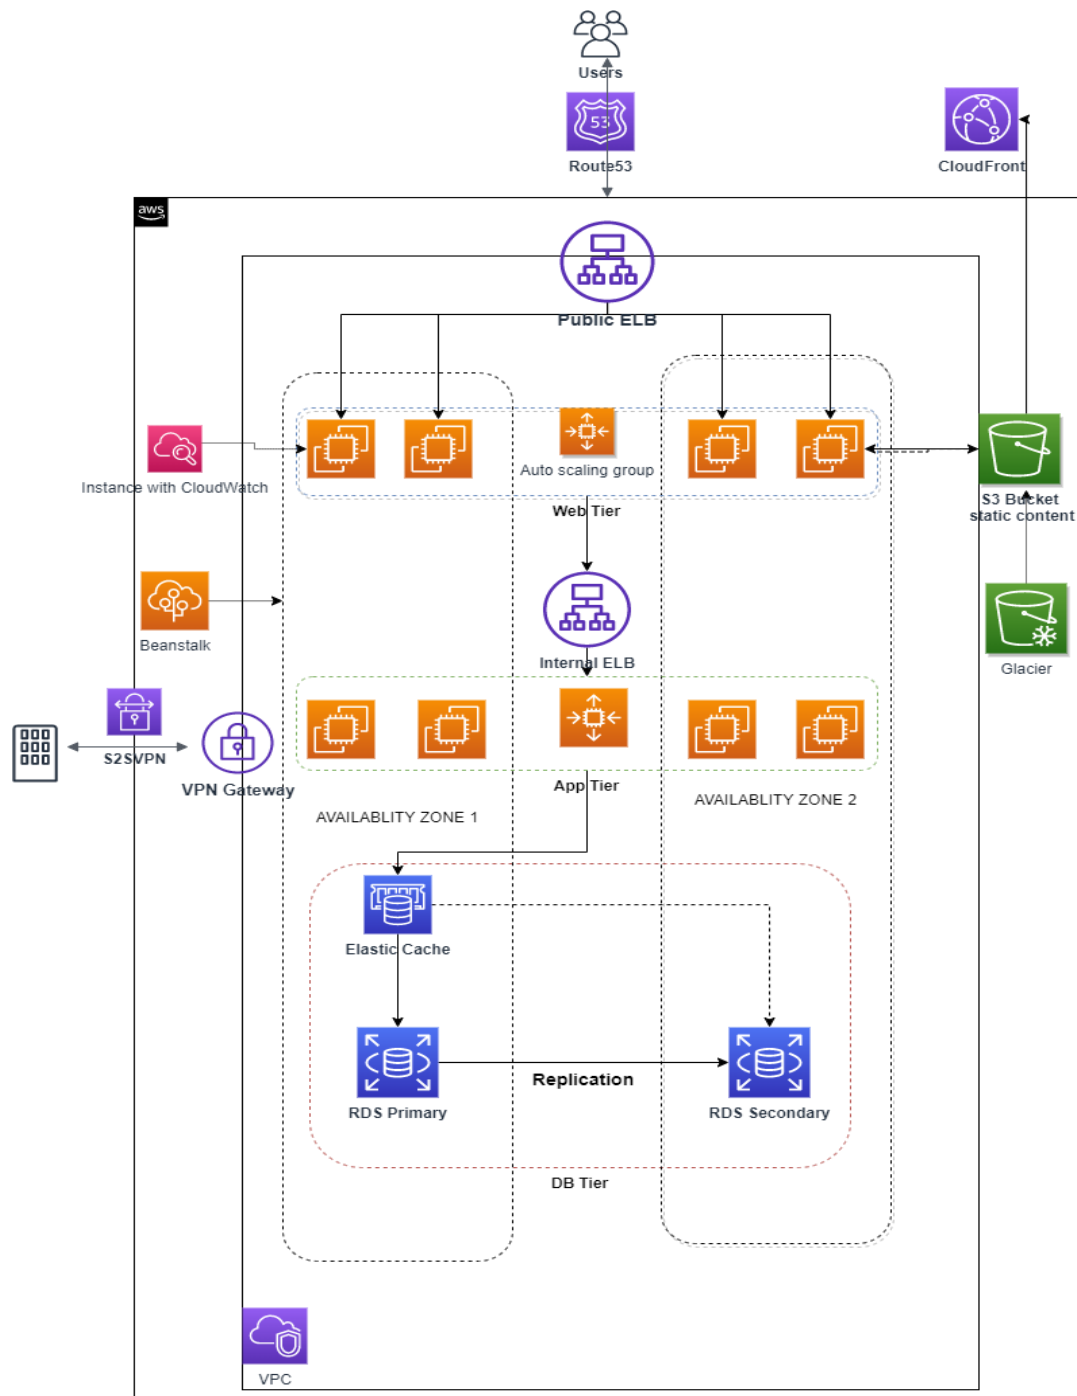 Users
53
Route53
CloudFront
aws
Public ELB
Auto scaling group
Instance with CloudWatch
Web Tier
S3 Bucket
static content
Beanstalk
Internal ELB
Glacier
S2SVPN
VPN Gateway
App Tier
AVAILABLITY ZONE 1
AVAILABLITY ZONE 2
Elastic Cache
Replication
RDS Primary
RDS Secondary
DB Tier
VPC